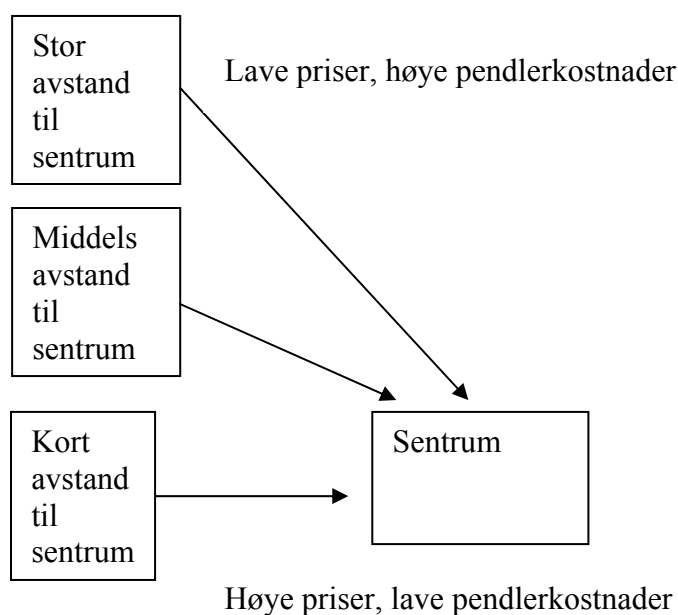 Stor
avstand
til
sentrum
Lave priser, høye pendlerkostnader
Middels
avstand
til
sentrum
Kort
avstand
til
sentrum
Sentrum
Høye priser, lave pendlerkostnader